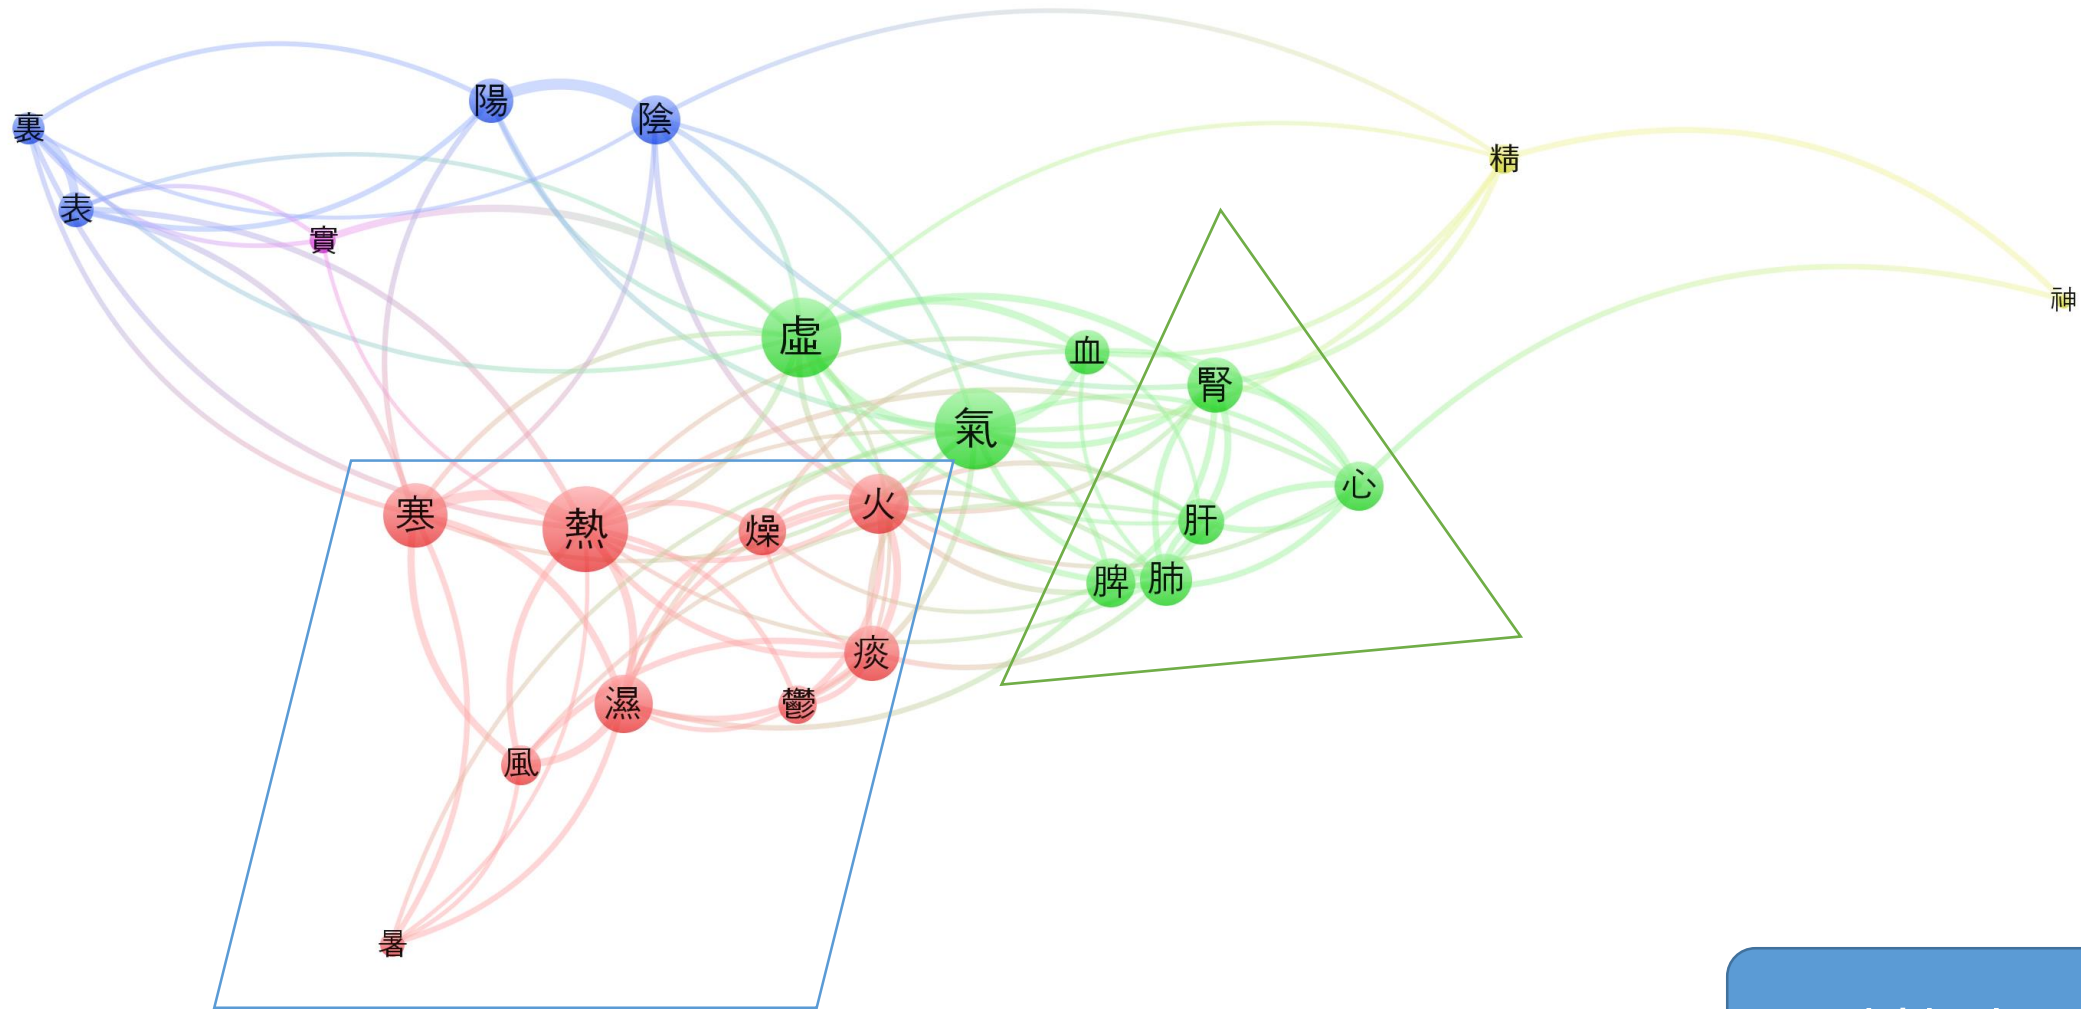 陽
陰
裏
精
表
實
神
虛
血
腎
氣
心
寒
熱
燥
火
肝
脾
肺
痰
濕
鬱
風
暑